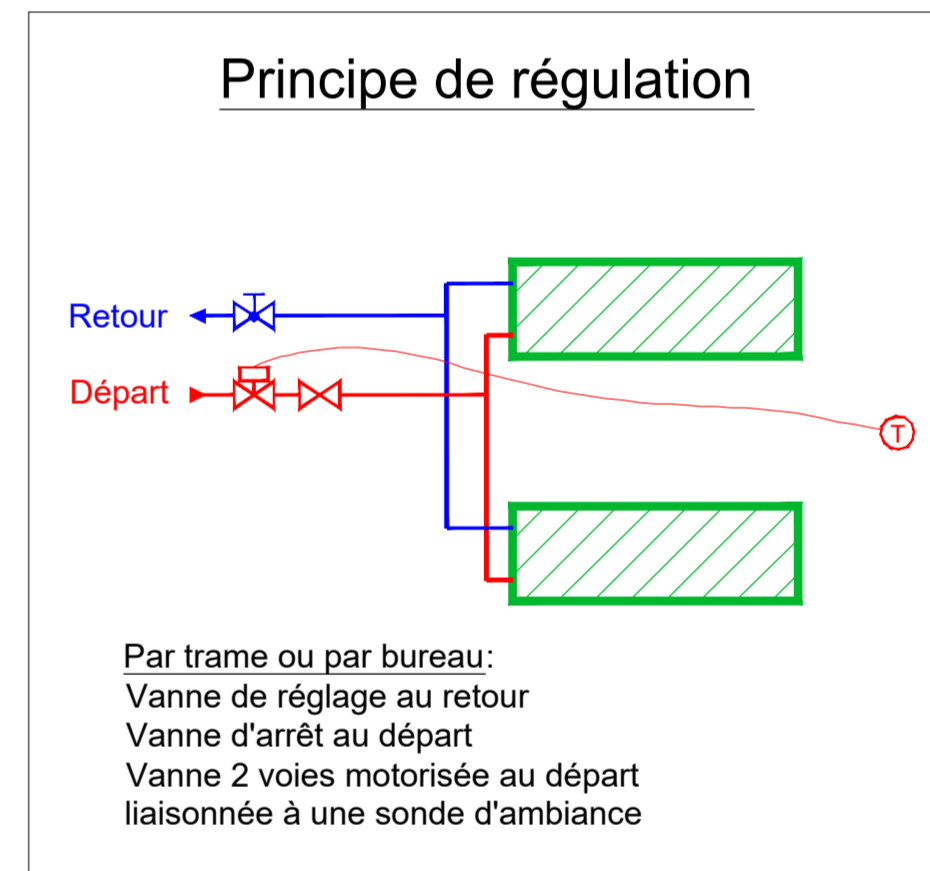 Principe de régulation
Retour
Départ
T
Par trame ou par bureau:
Vanne de réglage au retour
Vanne d'arrêt au départ
Vanne 2 voies motorisée au départ
liaisonnée à une sonde d'ambiance